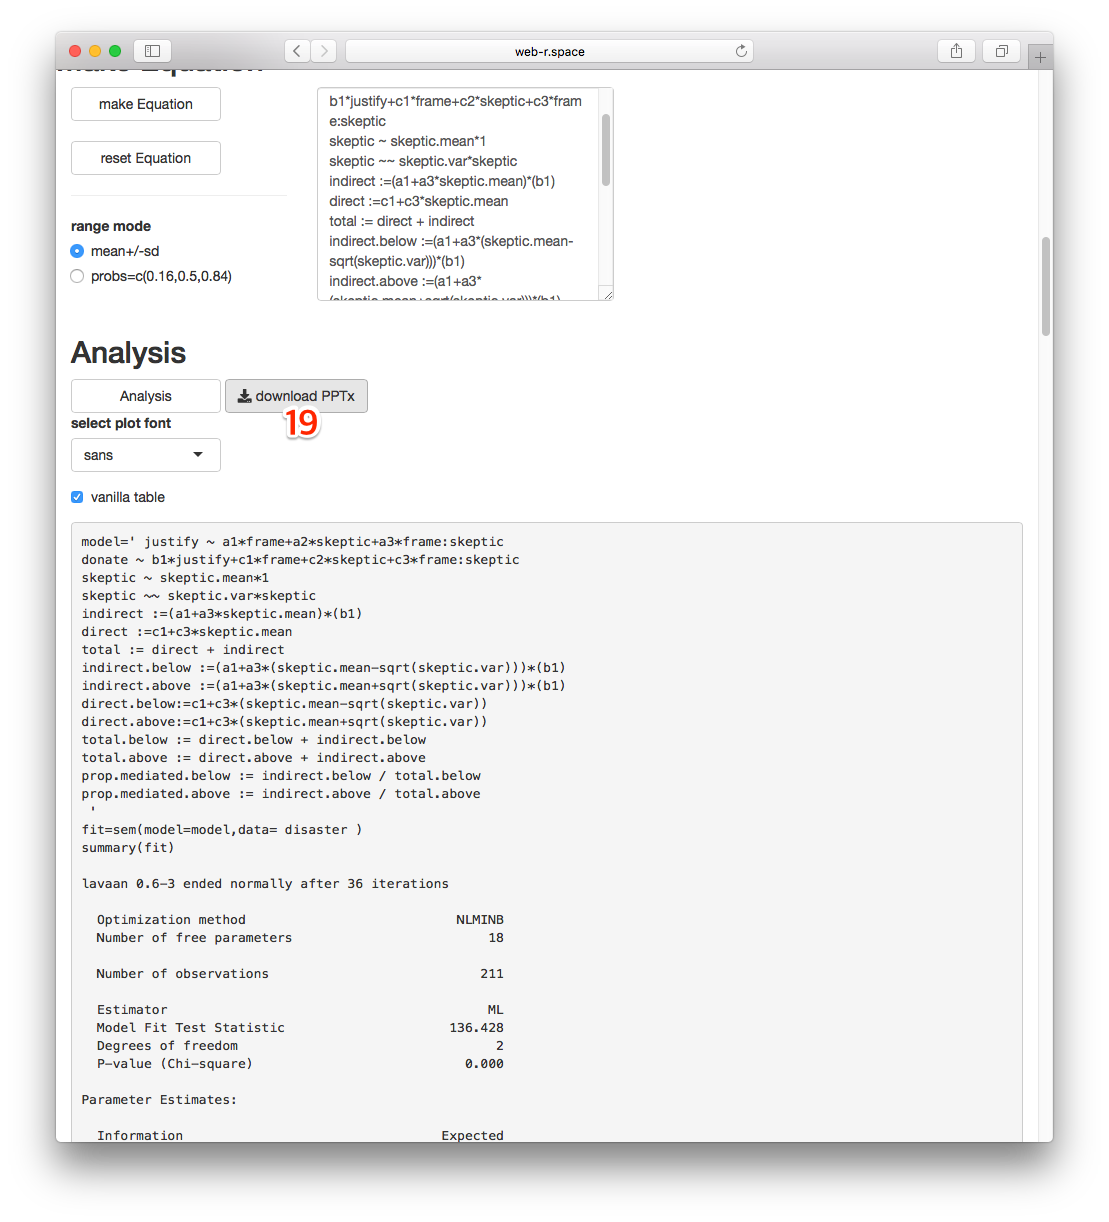 web-r.space
make Equation
make Equation
reset Equation
b1*justify+c1*frame+c2*skeptic+c3*fram
e:skeptic
skeptic ~ skeptic.mean*1
skeptic ~~ skeptic.var*skeptic
indirect :=(a1+a3*skeptic.mean)*(b1)
direct :=c1+c3*skeptic.mean
total := direct + indirect
indirect.below :=(a1+a3*(skeptic.mean-
sqrt(skeptic.var)))*(b1)
indirect.above :=(a1+a3*
(skeptic.mean+sqrt(skeptic.var)))*(b1)
range mode
mean+/-sd
probs=c(0.16,0.5,0.84)
Analysis
Analysis
download PPTx
19
select plot font
sans
vanilla table
model=' justify ~ a1*frame+a2*skeptic+a3*frame:skeptic
donate ~ b1*justify+c1*frame+c2*skeptic+c3*frame:skeptic
skeptic ~ skeptic.mean*1
skeptic ~~ skeptic.var*skeptic
indirect :=(a1+a3*skeptic.mean)*(b1)
direct :=c1+c3*skeptic.mean
total := direct + indirect
indirect.below :=(a1+a3*(skeptic.mean-sqrt(skeptic.var)))*(b1)
indirect.above :=(a1+a3*(skeptic.mean+sqrt(skeptic.var)))*(b1)
direct.below:=c1+c3*(skeptic.mean-sqrt(skeptic.var))
direct.above:=c1+c3*(skeptic.mean+sqrt(skeptic.var))
total.below := direct.below + indirect.below
total.above := direct.above + indirect.above
prop.mediated.below := indirect.below / total.below
prop.mediated.above := indirect.above / total.above
'
fit=sem(model=model,data= disaster )
summary(fit)
lavaan 0.6-3 ended normally after 36 iterations
Optimization method NLMINB
Number of free parameters 18
Number of observations 211
Estimator ML
Model Fit Test Statistic 136.428
Degrees of freedom 2
P-value (Chi-square) 0.000
Parameter Estimates:
Information Expected